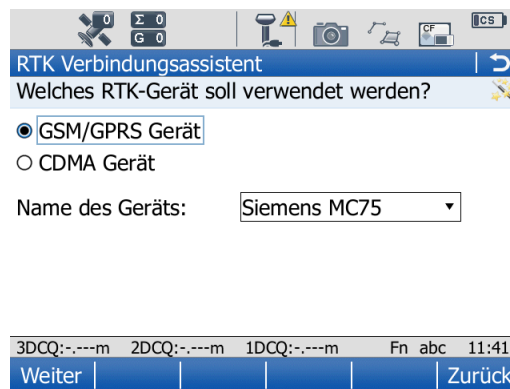 0 Σ 0
G 0
CF
CS
RTK Verbindungsassistent
Welches RTK-Gerät soll verwendet werden?
GSM/GPRS Gerät
CDMA Gerät
Name des Geräts: Siemens MC75
3DCQ:-.---m 2DCQ:-.---m 1DCQ:-.---m Fn abc 11:41
Weiter Zurück